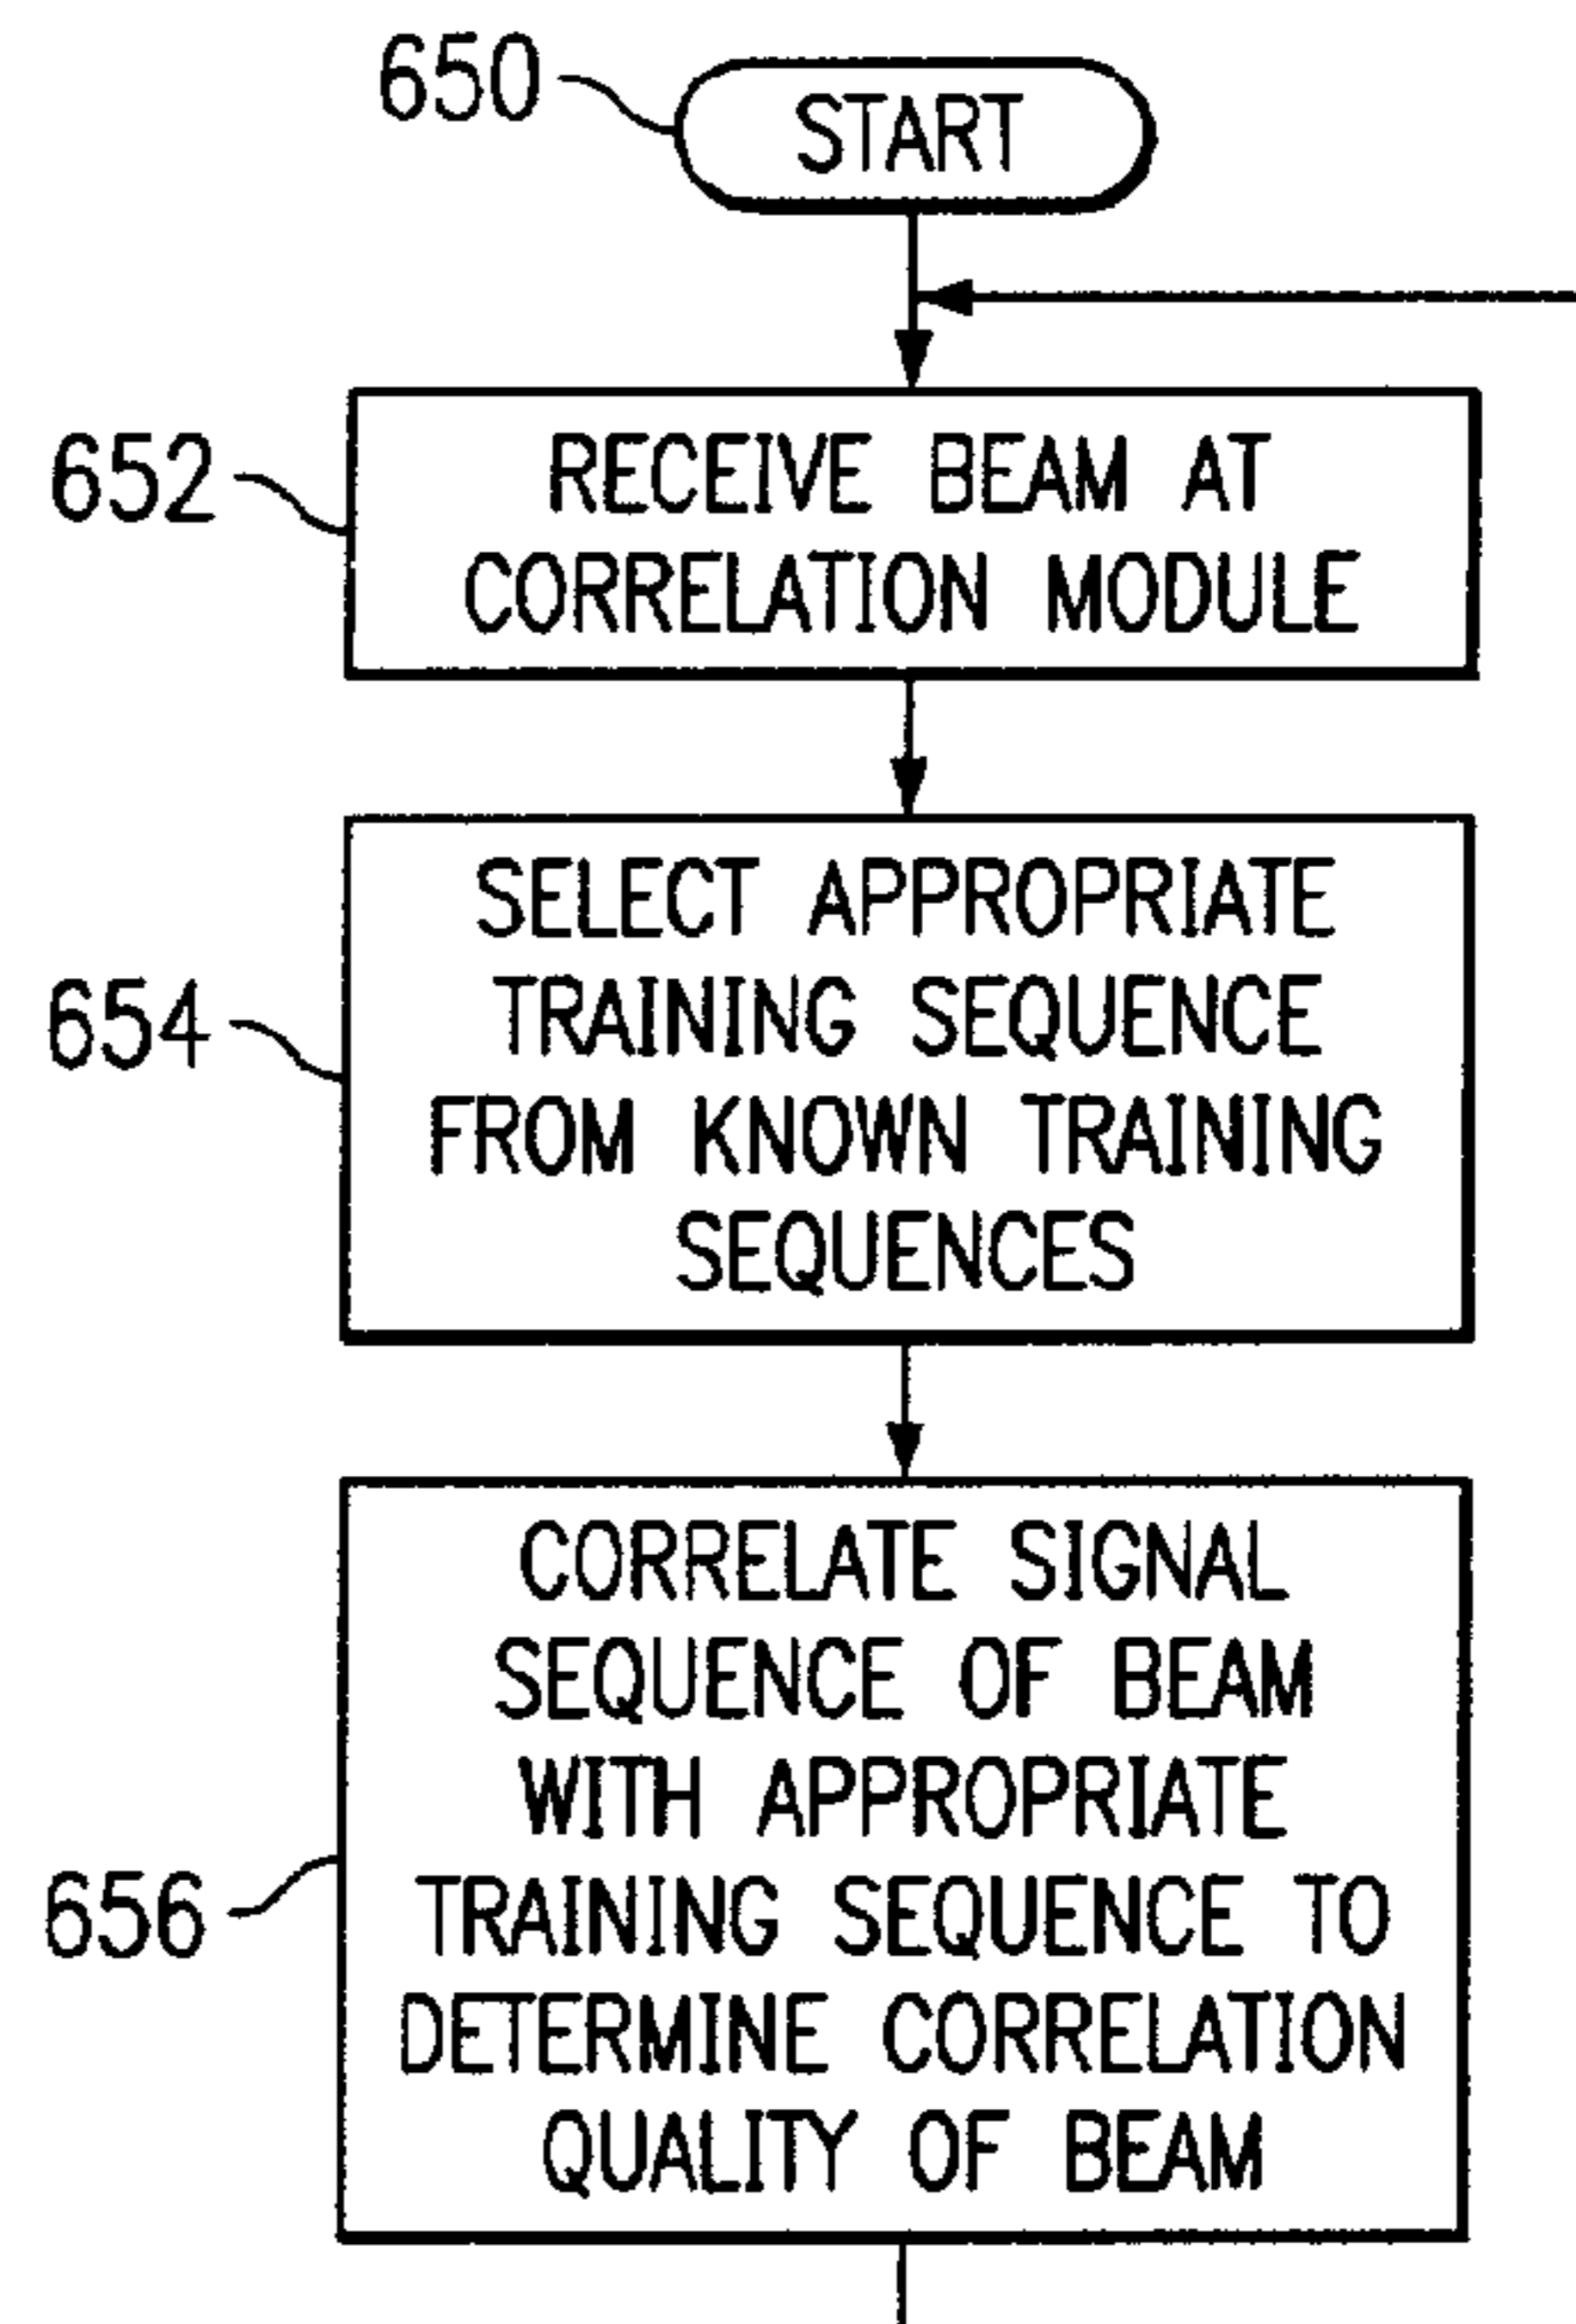 650
START
652
RECEIVE BEAM AT
CORRELATION MODULE
654
SELECT APPROPRIATE
TRAINING SEQUENCE
FROM KNOWN TRAINING
SEQUENCES
656
CORRELATE SIGNAL
SEQUENCE OF BEAM
WITH APPROPRIATE
TRAINING SEQUENCE TO
DETERMINE CORRELATION
QUALITY OF BEAM